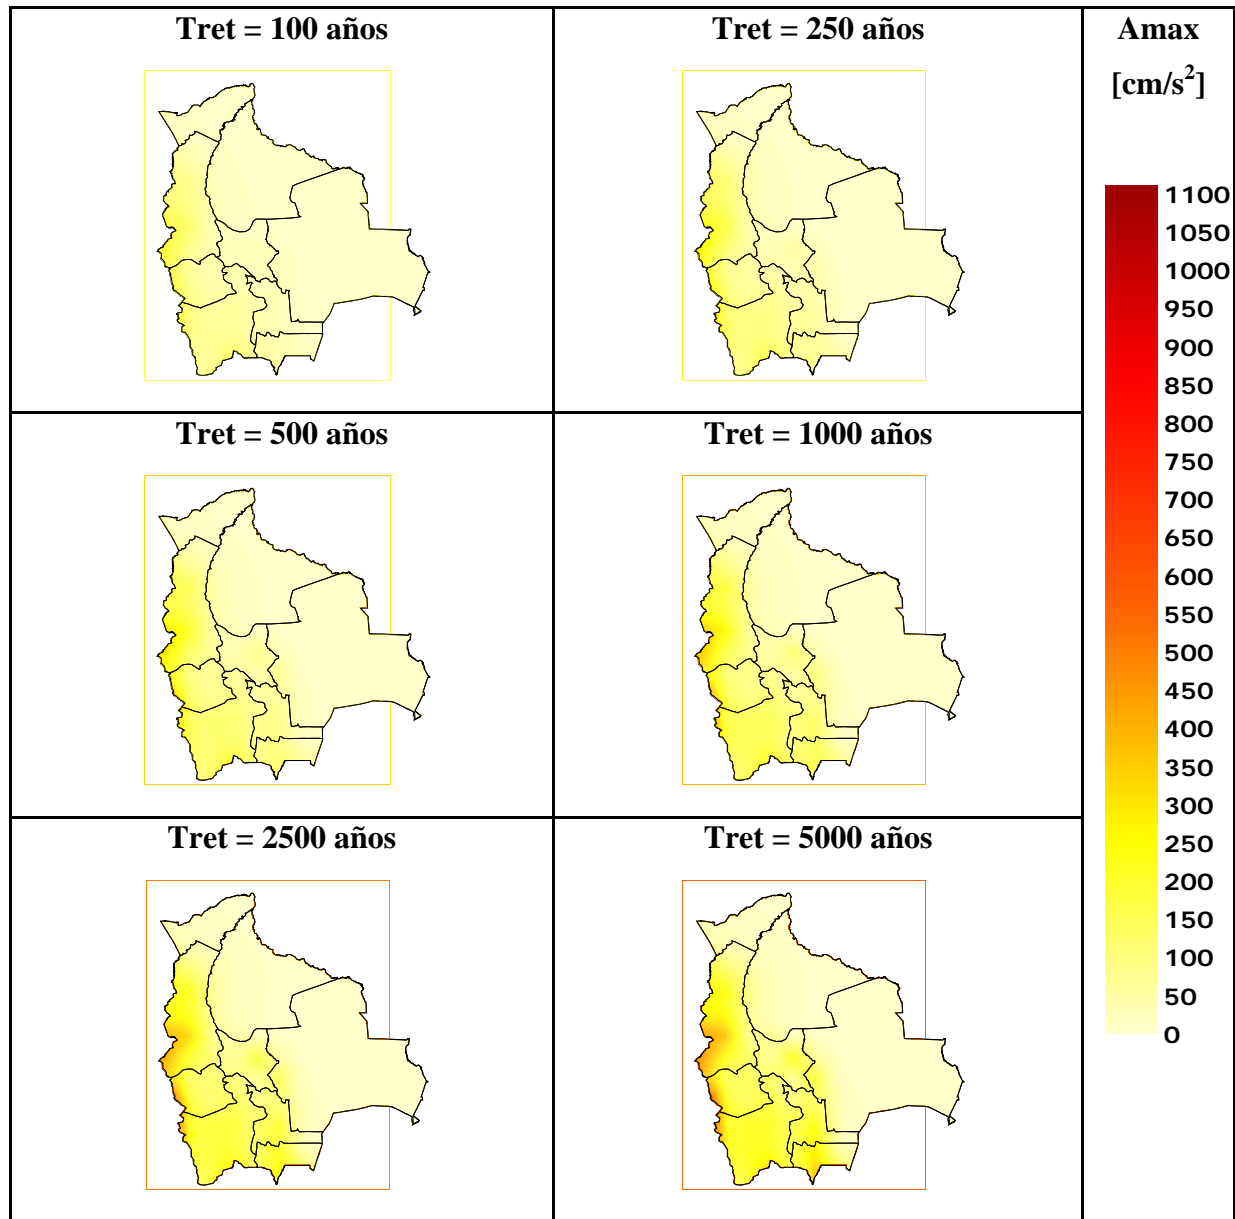 Tret = 100 años
Tret = 250 años
Amax
[cm/s²]
Tret = 500 años
Tret = 1000 años
Tret = 2500 años
Tret = 5000 años
1100
1050
1000
950
900
850
800
750
700
650
600
550
500
450
400
350
300
250
200
150
100
50
0